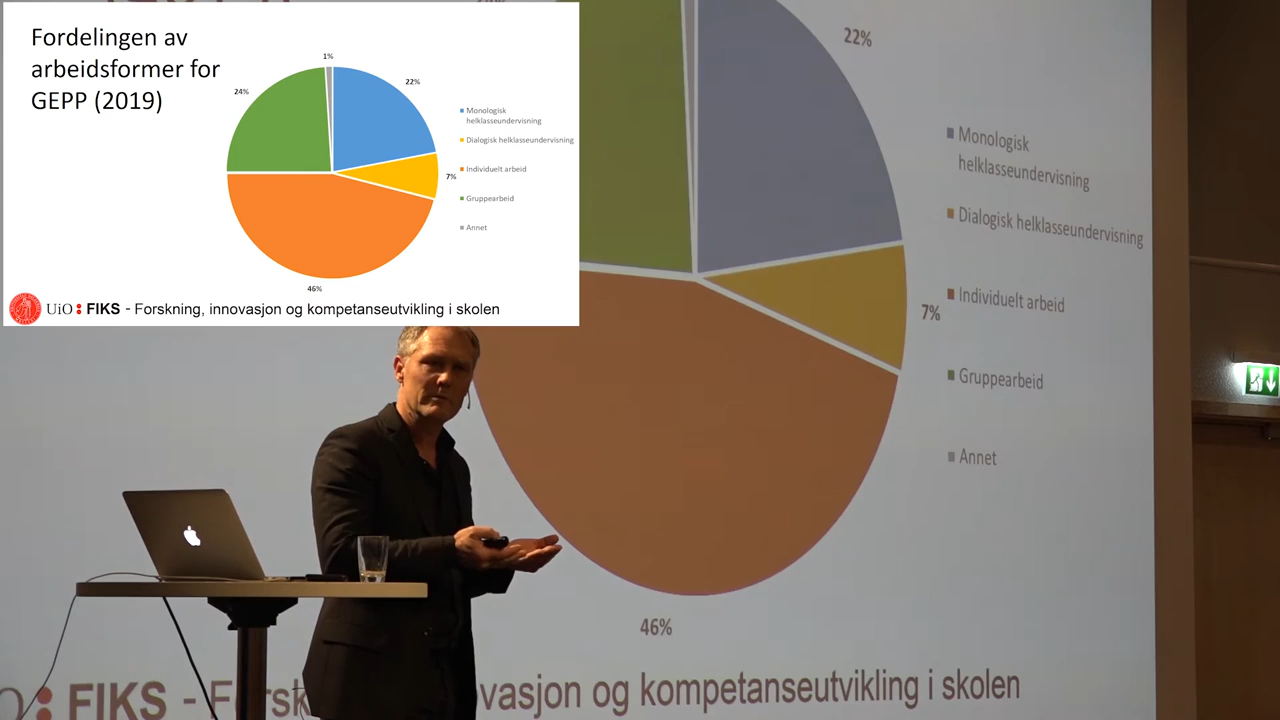 Fordelingen av
arbeidsformer for
GEPP (2019)
1%
22%
24%
7%
46%
Monologisk
helklasseundervisning
Dialogisk helklasseundervisning
Individuelt arbeid
Gruppearbeid
Annet
UiO : FIKS - Forskning, innovasjon og kompetanseutvikling i skolen
22%
Monologisk
helklasseundervisning
Dialogisk helklasseundervisning
7%
Individuelt arbeid
Gruppearbeid
Annet
46%
O : FIKS - Forsk vasjon og kompetanseutvikling i skolen